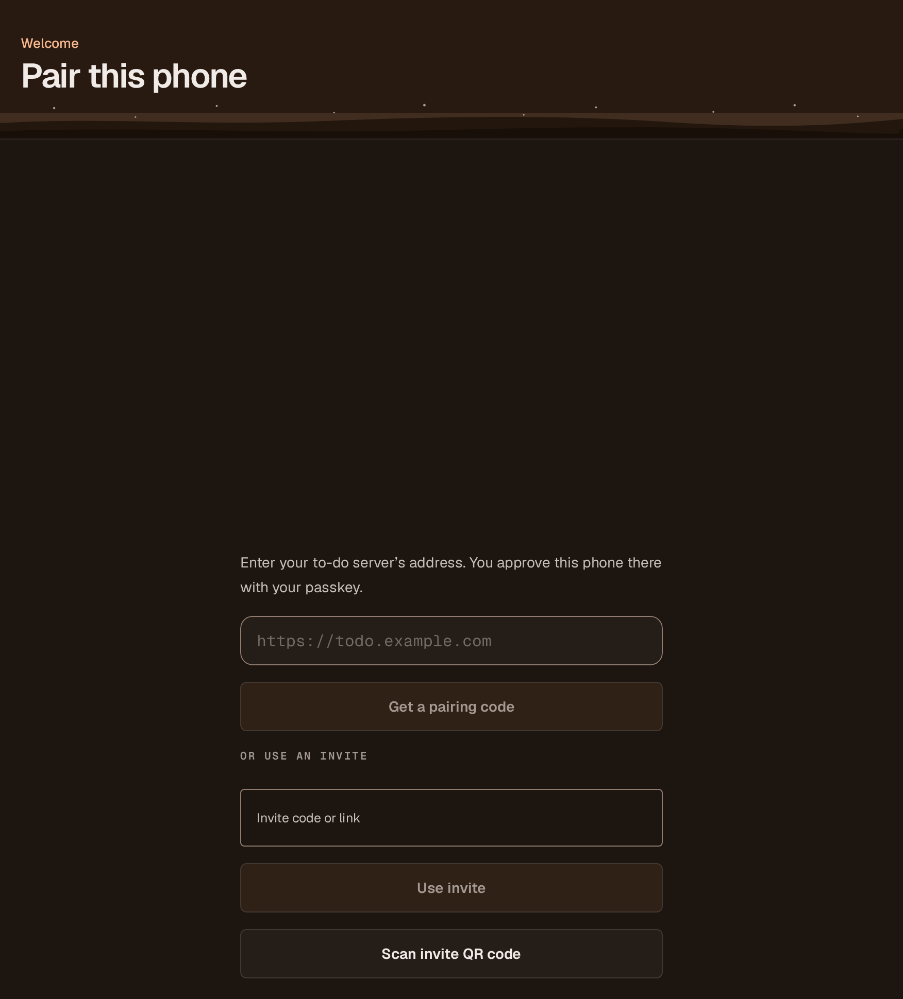 Welcome
Pair this phone
Enter your to-do server’s address. You approve this phone there
with your passkey.
https://todo.example.com
Get a pairing code
OR USE AN INVITE
Invite code or link
Use invite
Scan invite QR code